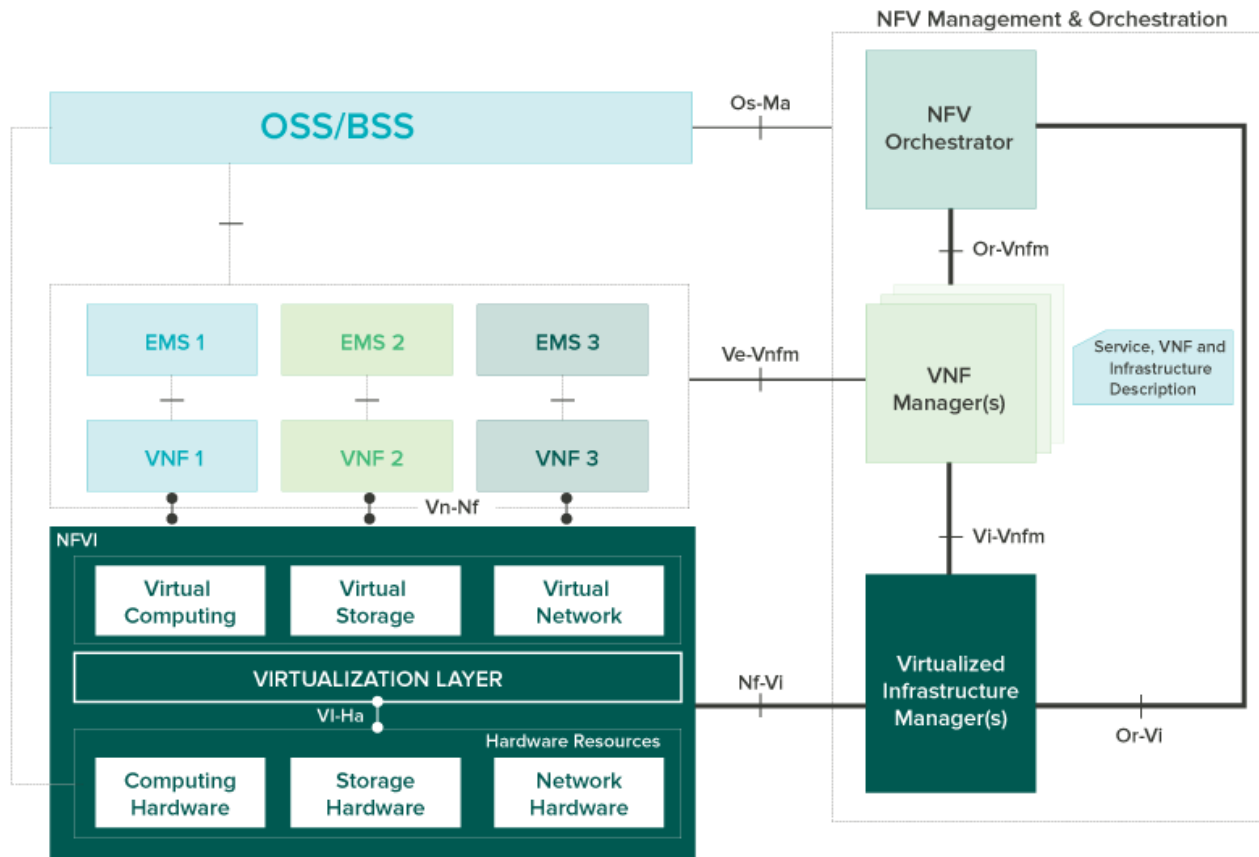 NFV Management & Orchestration
OSS/BSS
Os-Ma
NFV
Orchestrator
Or-Vnfm
EMS 1
EMS 2
EMS 3
Ve-Vnfm
VNF
Manager(s)
Service, VNF and
Infrastructure
Description
VNF 1
VNF 2
VNF 3
Vn-Nf
Vi-Vnfm
NFVI
Virtual
Computing
Virtual
Storage
Virtual
Network
VIRTUALIZATION LAYER
Nf-Vi
Virtualized
Infrastructure
Manager(s)
Or-Vi
VI-Ha
Hardware Resources
Computing
Hardware
Storage
Hardware
Network
Hardware